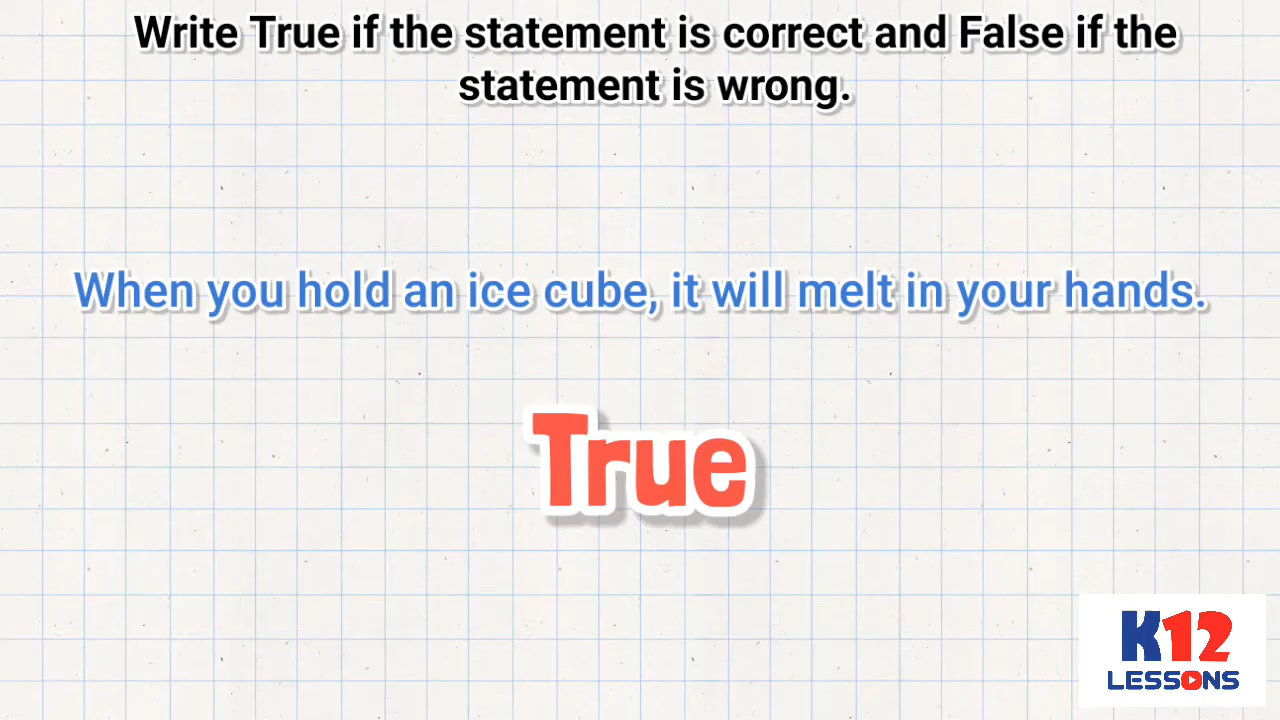 Write True if the statement is correct and False if the
statement is wrong.
When you hold an ice cube, it will melt in your hands.
True
K12
LESSONS